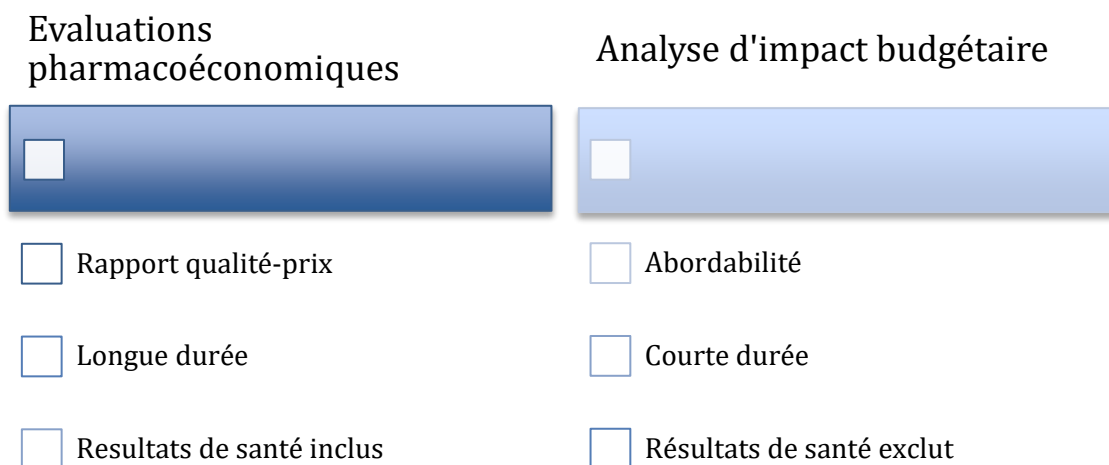 Evaluations
pharmacoéconomiques
Rapport qualité-prix
Longue durée
Resultats de santé inclus
Analyse d'impact budgétaire
Abordabilité
Courte durée
Résultats de santé exclut